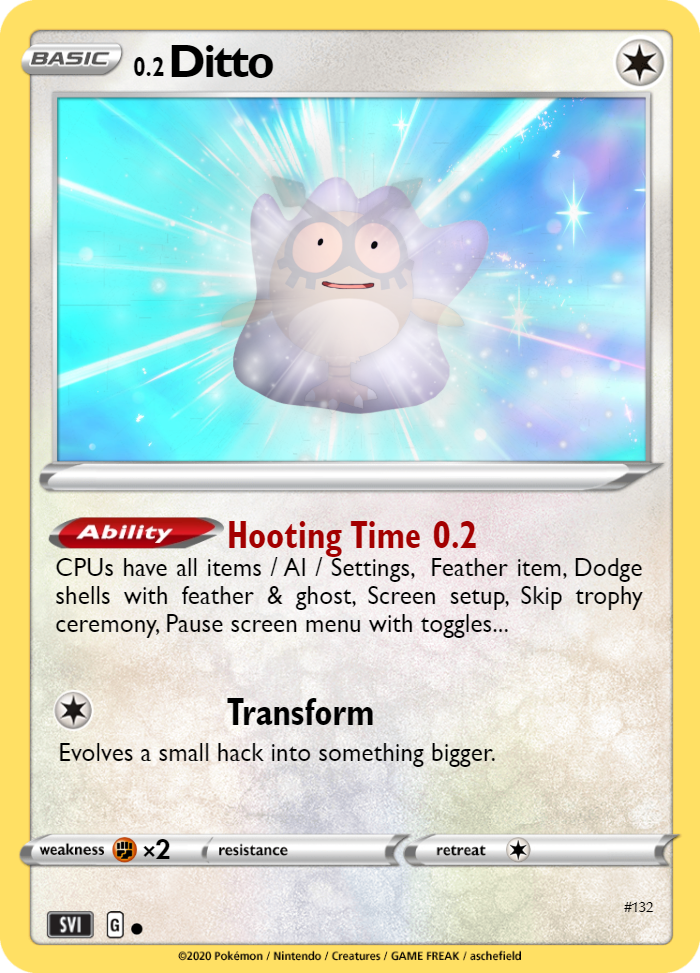 BASIC 0.2 Ditto
Ability Hooting Time 0.2
CPUs have all items / AI / Settings, Feather item, Dodge
shells with feather & ghost, Screen setup, Skip trophy
ceremony, Pause screen menu with toggles...
Transform
Evolves a small hack into something bigger.
weakness ×2 resistance retreat
#132
SVI G
©2020 Pokémon / Nintendo / Creatures / GAME FREAK / aschefield